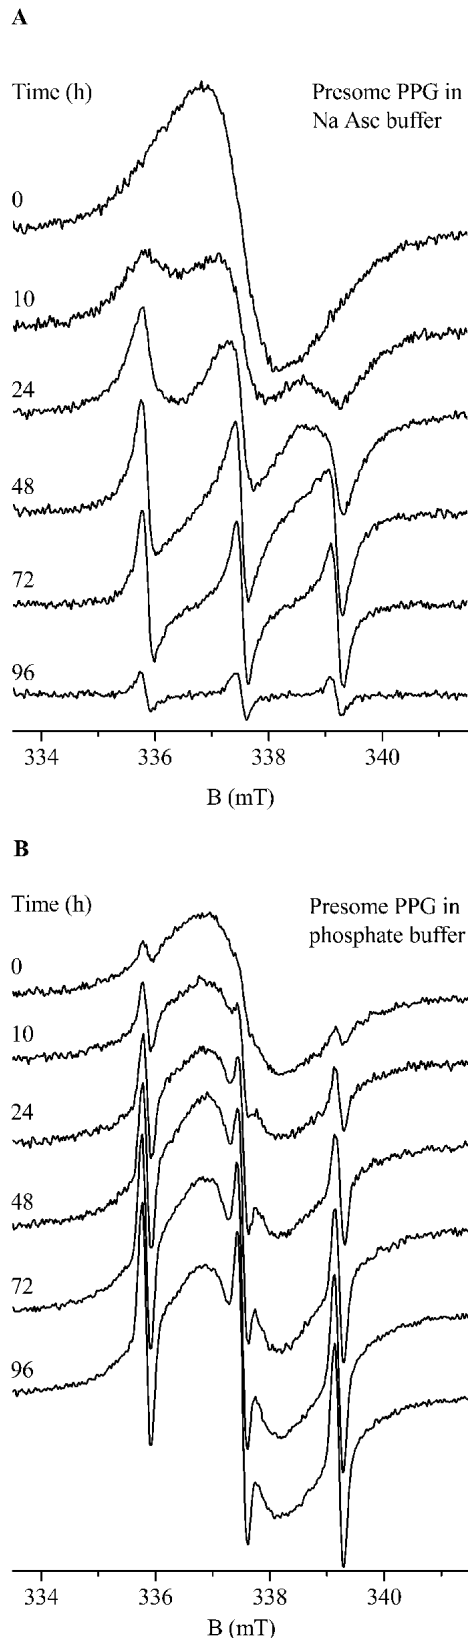 A
Time (h)
Presome PPG in
Na Asc buffer
0
10
24
48
72
96
334 336 338 340
B (mT)
B
Time (h)
Presome PPG in
phosphate buffer
0
10
24
48
72
96
334 336 338 340
B (mT)